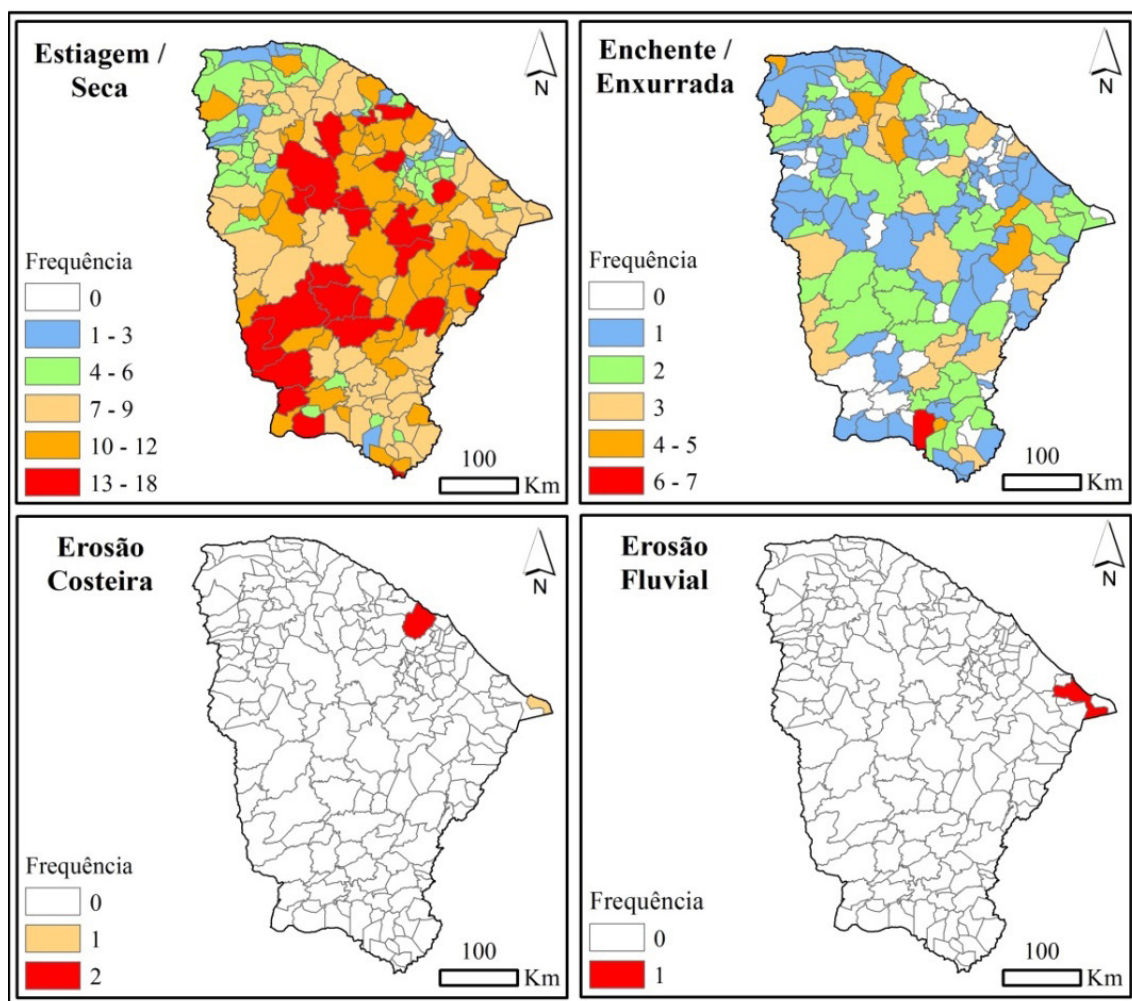 Estiagem /
Seca
N
Frequência
0
1 - 3
4 - 6
7 - 9
10 - 12
13 - 18
100
Km
Enchente /
Enxurrada
N
Frequência
0
1
2
3
4 - 5
6 - 7
100
Km
Erosão
Costeira
N
Frequência
0
1
2
100
Km
Erosão
Fluvial
N
Frequência
0
1
100
Km